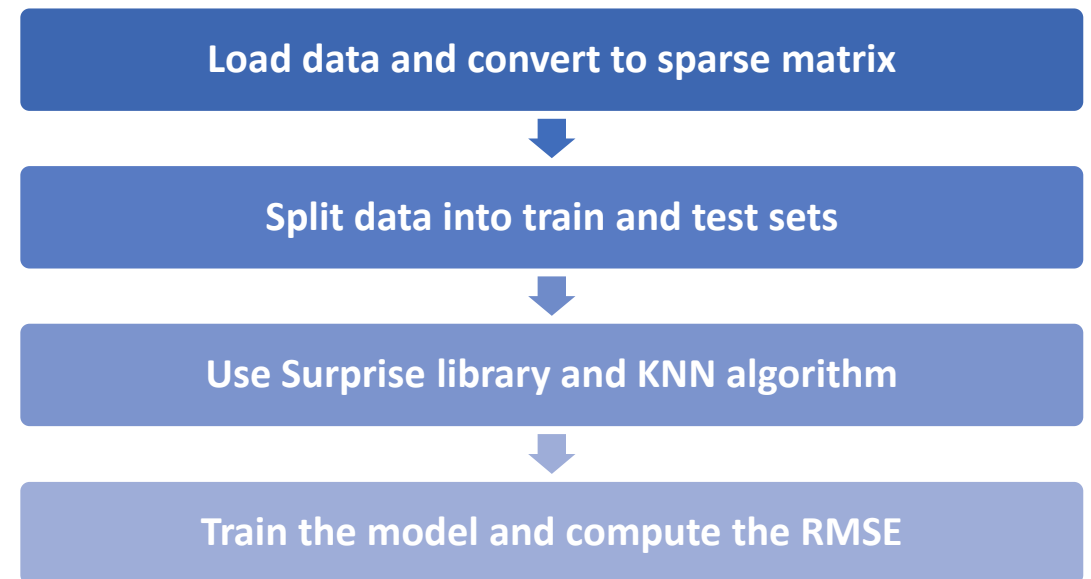 Load data and convert to sparse matrix
Split data into train and test sets
Use Surprise library and KNN algorithm
Train the model and compute the RMSE